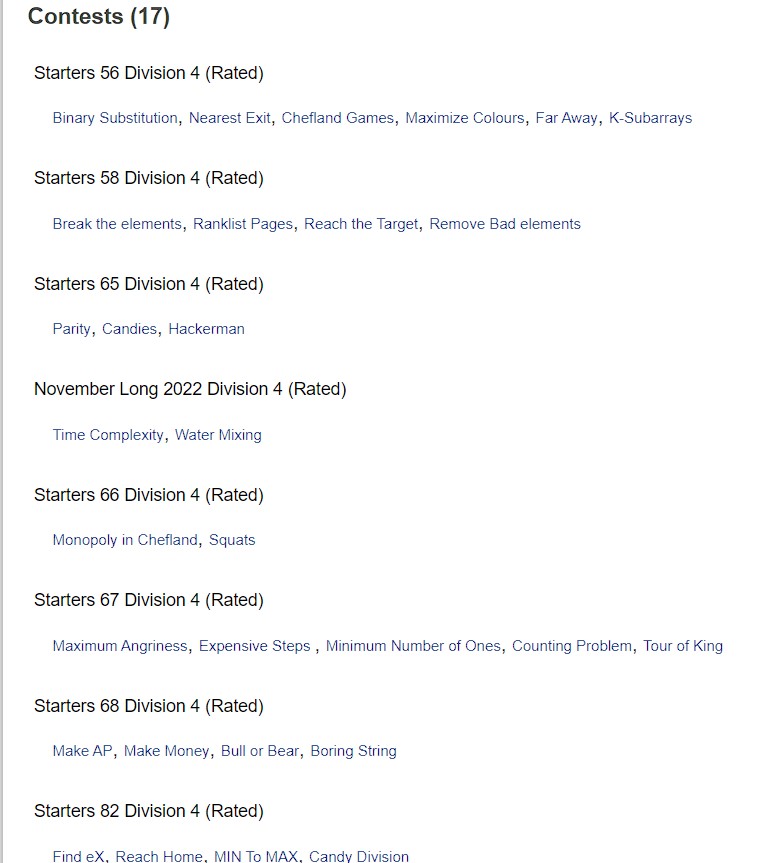 Contests (17)
Starters 56 Division 4 (Rated)
Binary Substitution, Nearest Exit, Chefland Games, Maximize Colours, Far Away, K-Subarrays
Starters 58 Division 4 (Rated)
Break the elements, Ranklist Pages, Reach the Target, Remove Bad elements
Starters 65 Division 4 (Rated)
Parity, Candies, Hackerman
November Long 2022 Division 4 (Rated)
Time Complexity, Water Mixing
Starters 66 Division 4 (Rated)
Monopoly in Chefland, Squats
Starters 67 Division 4 (Rated)
Maximum Angriness, Expensive Steps , Minimum Number of Ones, Counting Problem, Tour of King
Starters 68 Division 4 (Rated)
Make AP, Make Money, Bull or Bear, Boring String
Starters 82 Division 4 (Rated)
Find eX, Reach Home, MIN To MAX, Candy Division